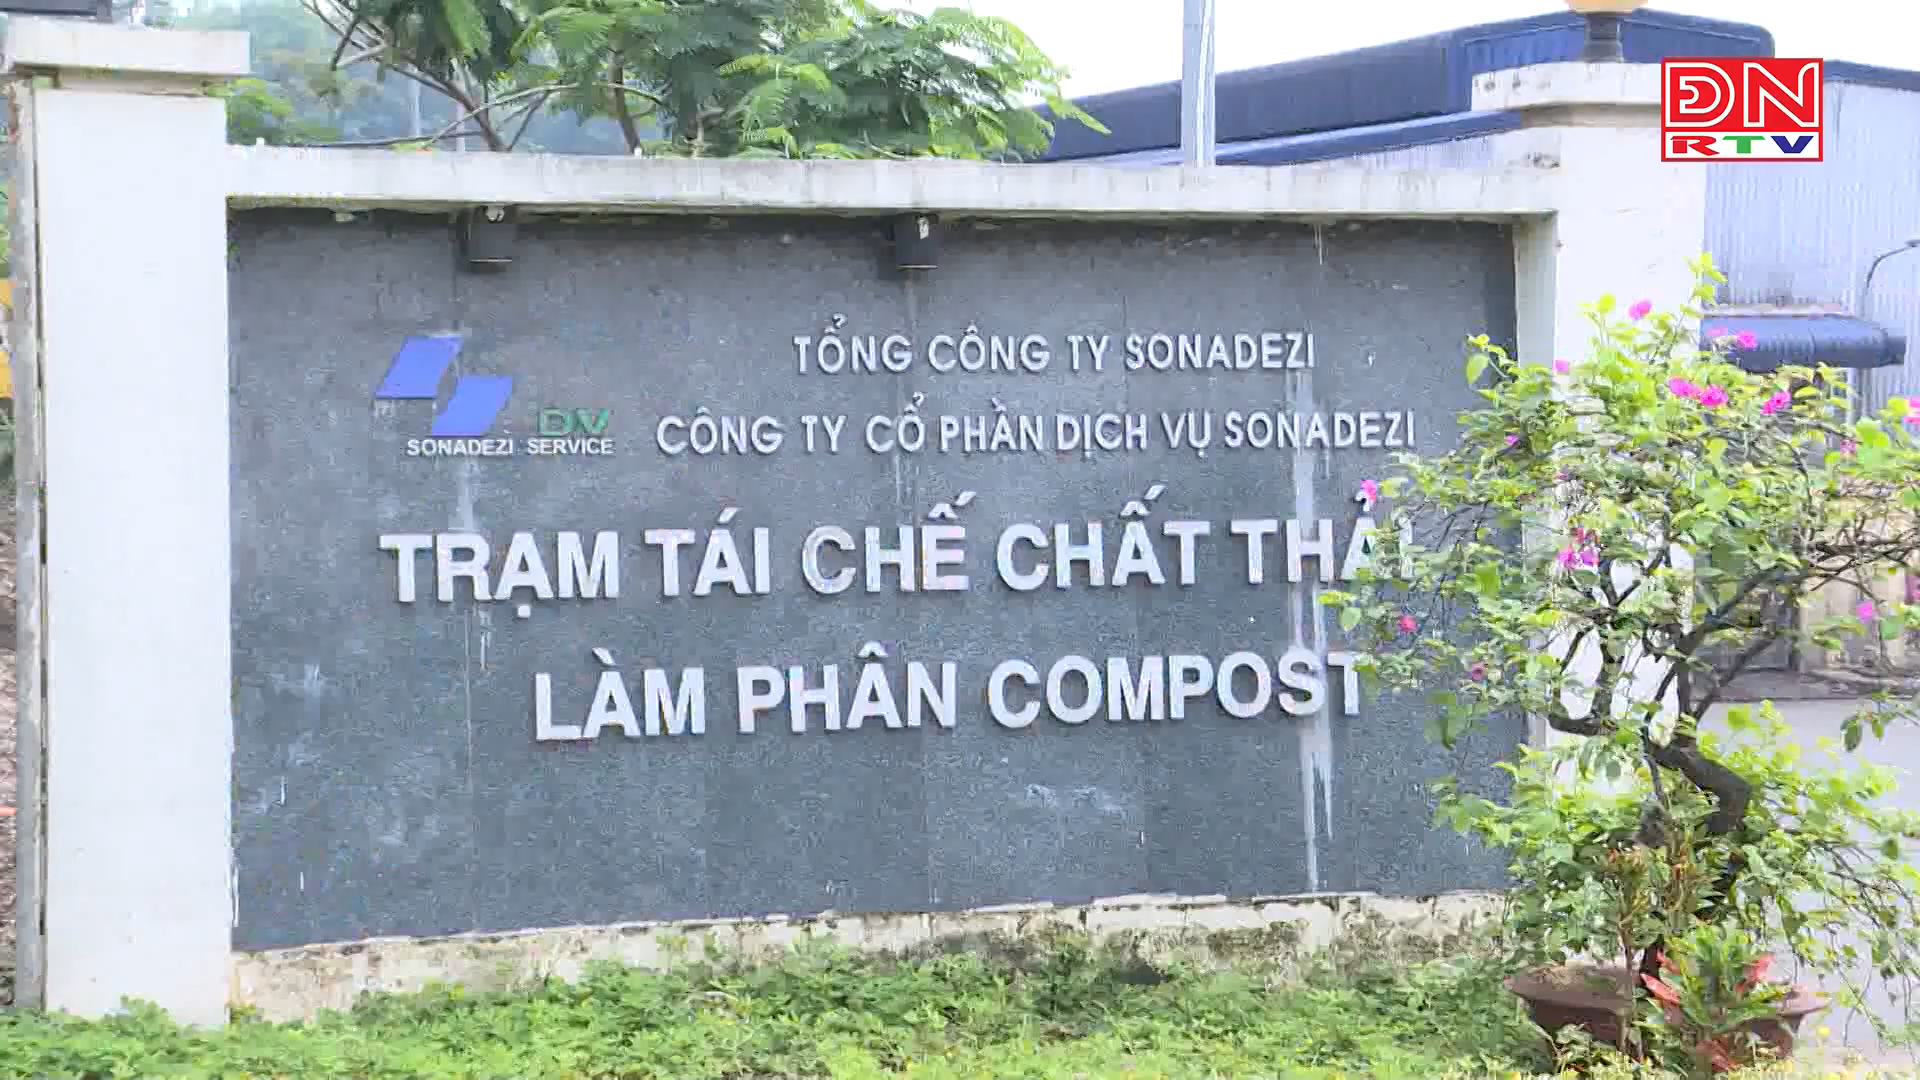 ĐN
RTV
TỔNG CÔNG TY SONADEZI
DV
SONADEZI SERVICE
CÔNG TY CỔ PHẦN DỊCH VỤ SONADEZI
TRẠM TÁI CHẾ CHẤT THẢI
LÀM PHÂN COMPOST